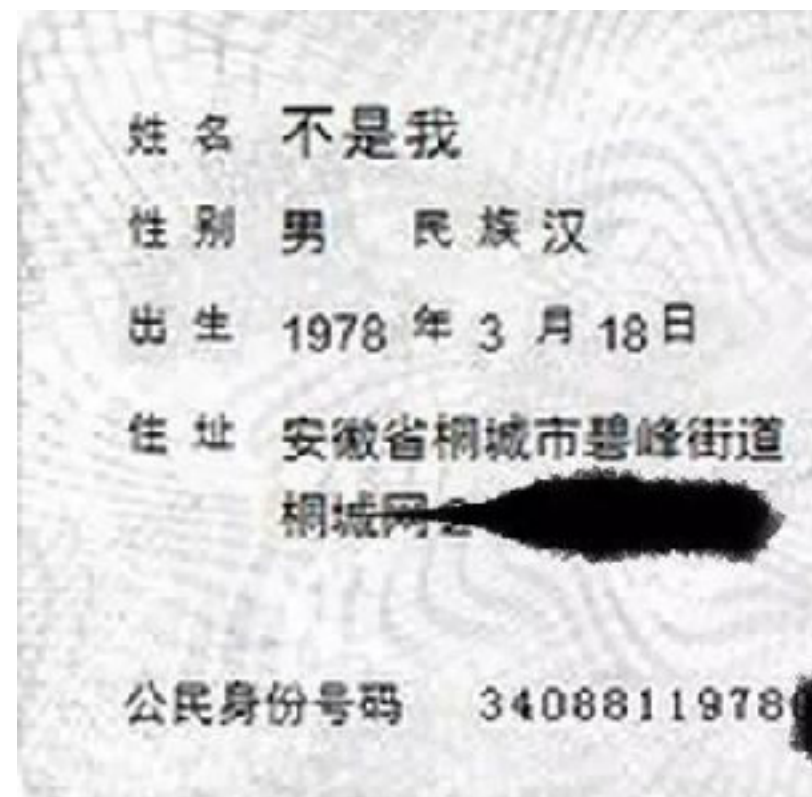 姓名 不是我
性别 男 民族 汉
出生 1978 年 3 月 18 日
住址 安徽省桐城市碧峰街道
桐城网2
公民身份号码 3408811978